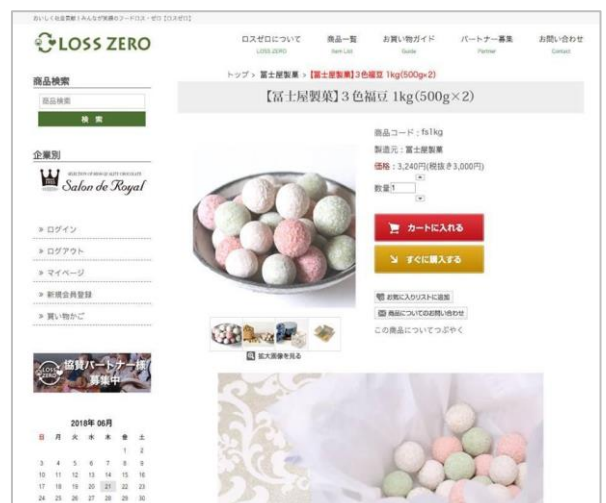 おいしく社会貢献！みんなが笑顔のフードロス・ゼロ【ロスゼロ】
LOSS ZERO
ロスゼロについて 商品一覧 お買い物ガイド パートナー募集 お問い合わせ
LOSS ZERO Item List Guide Partner Contact
トップ > 冨士屋製菓 > 【冨士屋製菓】3色福豆 1kg(500g×2)
商品検索
商品検索
検 索
【冨士屋製菓】3色福豆 1kg(500g×2)
商品コード : fs1kg
製造元 : 冨士屋製菓
価格 : 3,240円(税抜き3,000円)
数量 1
カートに入れる
すぐに購入する
お気に入りリストに追加
商品についてのお問い合わせ
この商品についてつぶやく
拡大画像を見る
企業別
Salon de Royal
» ログイン
» ログアウト
» マイページ
» 新規会員登録
» 買い物かご
LOSS ZERO
協賛パートナー様
募集中
2018年 06月
日 月 火 水 木 金 土
1 2
3 4 5 6 7 8 9
10 11 12 13 14 15 16
17 18 19 20 21 22 23
24 25 26 27 28 29 30